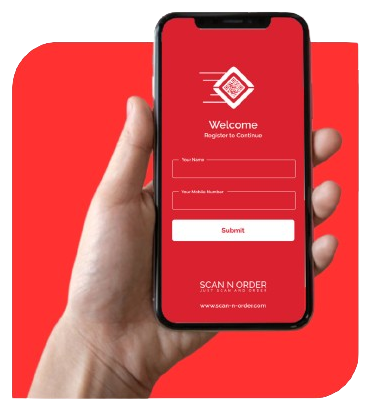 Welcome
Register to Continue
Your Name
Your Mobile Number
Submit
SCAN N ORDER
JUST SCAN AND ORDER
www.scan-n-order.com